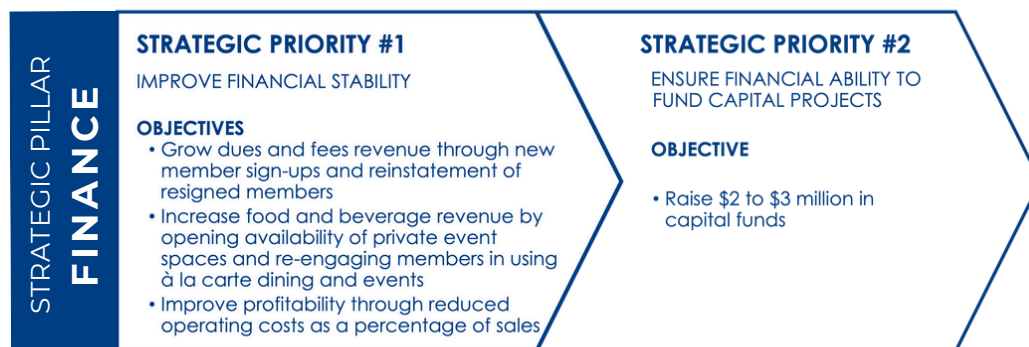 STRATEGIC PILLAR
FINANCE
STRATEGIC PRIORITY #1
IMPROVE FINANCIAL STABILITY
OBJECTIVES
• Grow dues and fees revenue through new
member sign-ups and reinstatement of
resigned members
• Increase food and beverage revenue by
opening availability of private event
spaces and re-engaging members in using
à la carte dining and events
• Improve profitability through reduced
operating costs as a percentage of sales
STRATEGIC PRIORITY #2
ENSURE FINANCIAL ABILITY TO
FUND CAPITAL PROJECTS
OBJECTIVE
• Raise $2 to $3 million in
capital funds